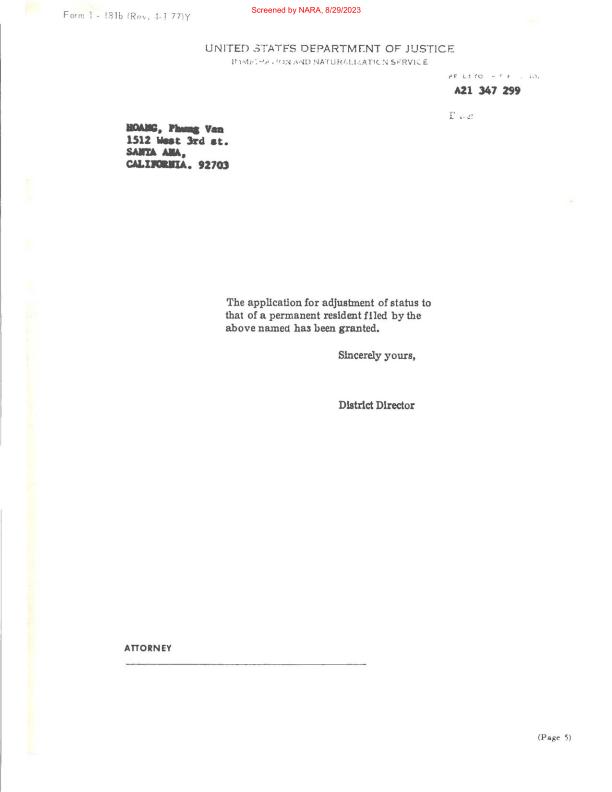 Screened by NARA, 8/29/2023
Form I - 181b (Rev. 4-1-77)Y
UNITED STATES DEPARTMENT OF JUSTICE
IMMIGRATION AND NATURALIZATION SERVICE
A21 347 299
HOANG, Phung Van
1512 West 3rd st.
SANTA ANA,
CALIFORNIA. 92703
The application for adjustment of status to
that of a permanent resident filed by the
above named has been granted.
Sincerely yours,
District Director
ATTORNEY
(Page 5)